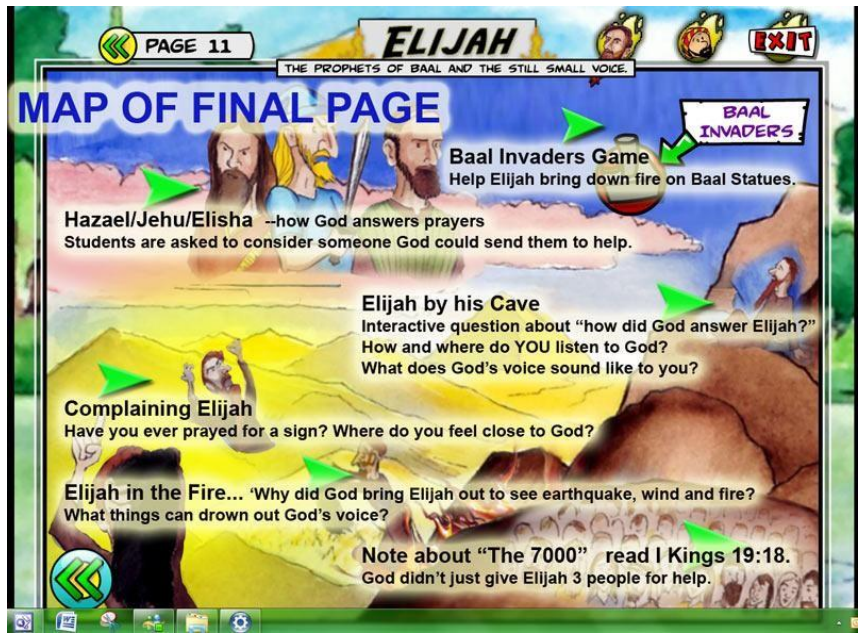 PAGE 11
ELIJAH
EXIT
THE PROPHETS OF BAAL AND THE STILL SMALL VOICE.
MAP OF FINAL PAGE
BAAL
INVADERS
Baal Invaders Game
Help Elijah bring down fire on Baal Statues.
Hazael/Jehu/Elisha --how God answers prayers
Students are asked to consider someone God could send them to help.
Elijah by his Cave
Interactive question about “how did God answer Elijah?”
How and where do YOU listen to God?
What does God’s voice sound like to you?
Complaining Elijah
Have you ever prayed for a sign? Where do you feel close to God?
Elijah in the Fire... ‘Why did God bring Elijah out to see earthquake, wind and fire?
What things can drown out God’s voice?
Note about “The 7000” read I Kings 19:18.
God didn’t just give Elijah 3 people for help.